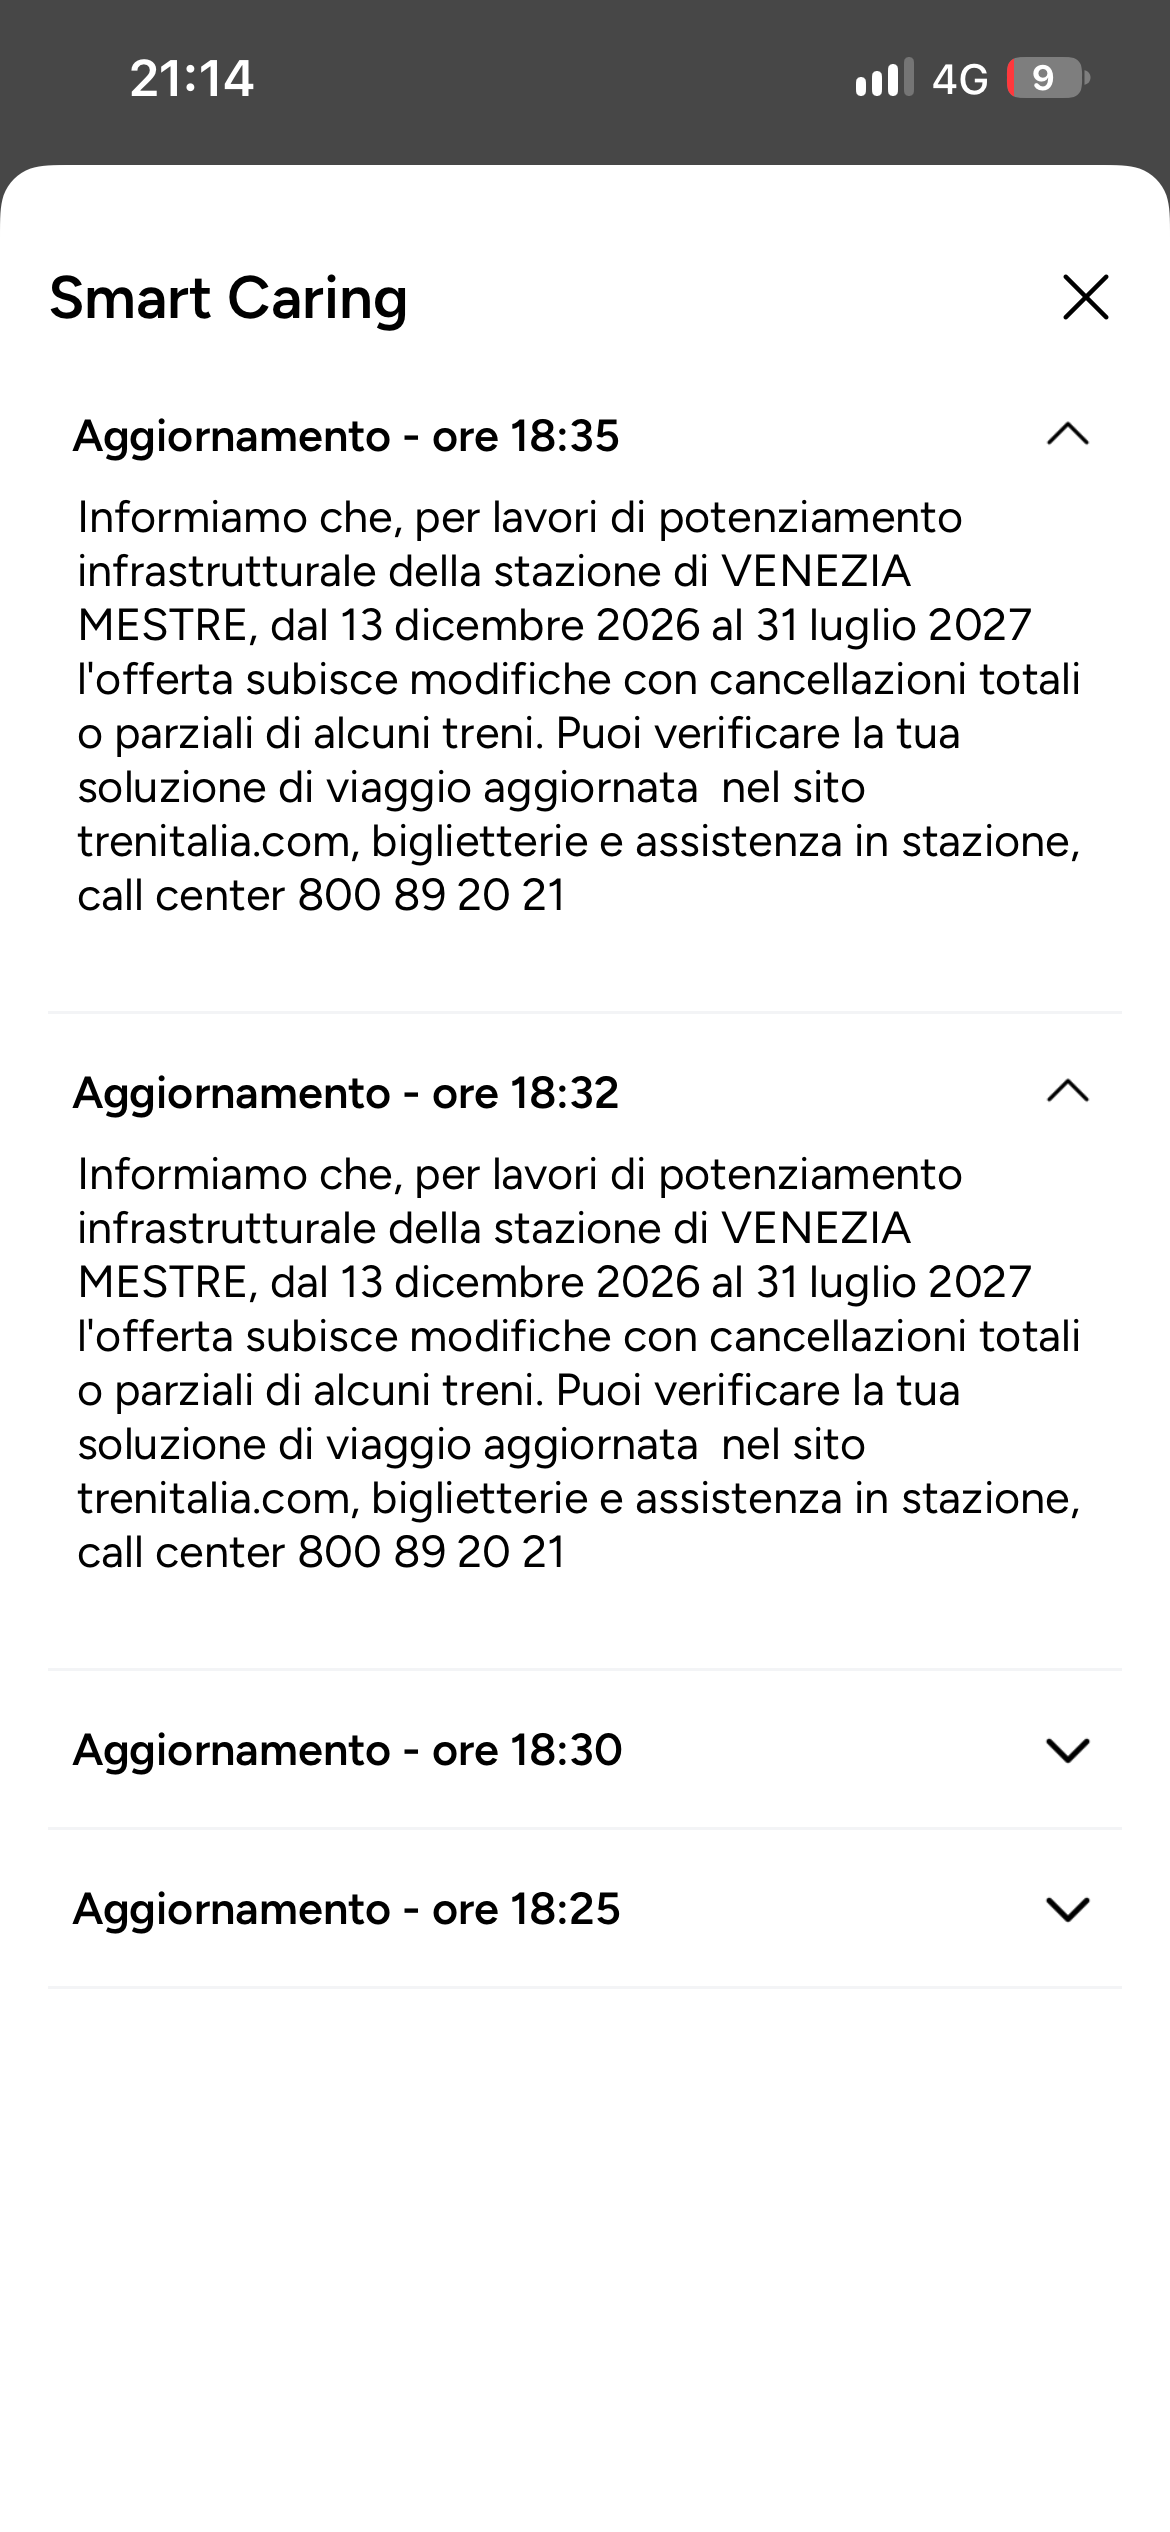 21:14
4G
9
Smart Caring
Aggiornamento - ore 18:35
Informiamo che, per lavori di potenziamento
infrastrutturale della stazione di VENEZIA
MESTRE, dal 13 dicembre 2026 al 31 luglio 2027
l'offerta subisce modifiche con cancellazioni totali
o parziali di alcuni treni. Puoi verificare la tua
soluzione di viaggio aggiornata  nel sito
trenitalia.com, biglietterie e assistenza in stazione,
call center 800 89 20 21
Aggiornamento - ore 18:32
Informiamo che, per lavori di potenziamento
infrastrutturale della stazione di VENEZIA
MESTRE, dal 13 dicembre 2026 al 31 luglio 2027
l'offerta subisce modifiche con cancellazioni totali
o parziali di alcuni treni. Puoi verificare la tua
soluzione di viaggio aggiornata  nel sito
trenitalia.com, biglietterie e assistenza in stazione,
call center 800 89 20 21
Aggiornamento - ore 18:30
Aggiornamento - ore 18:25